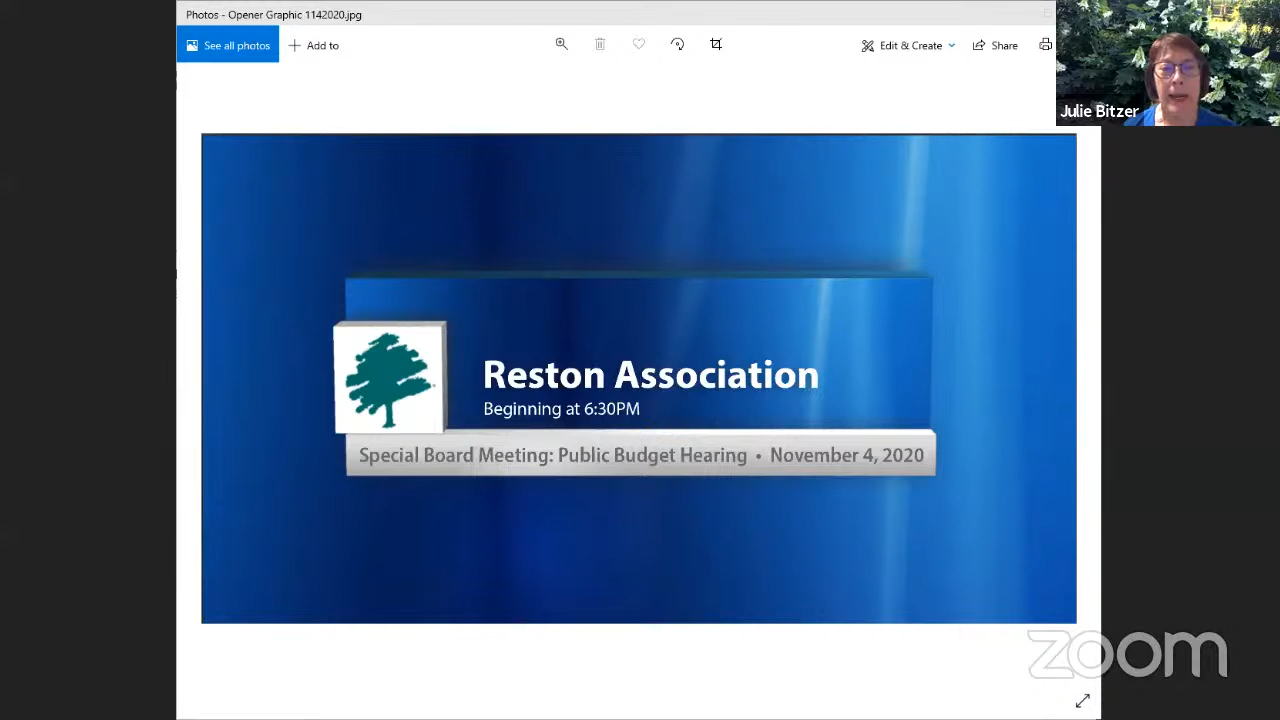 Photos - Opener Graphic 1142020.jpg
See all photos
Add to
Edit & Create
Share
Julie Bitzer
Reston Association
Beginning at 6:30PM
Special Board Meeting: Public Budget Hearing • November 4, 2020
zoom